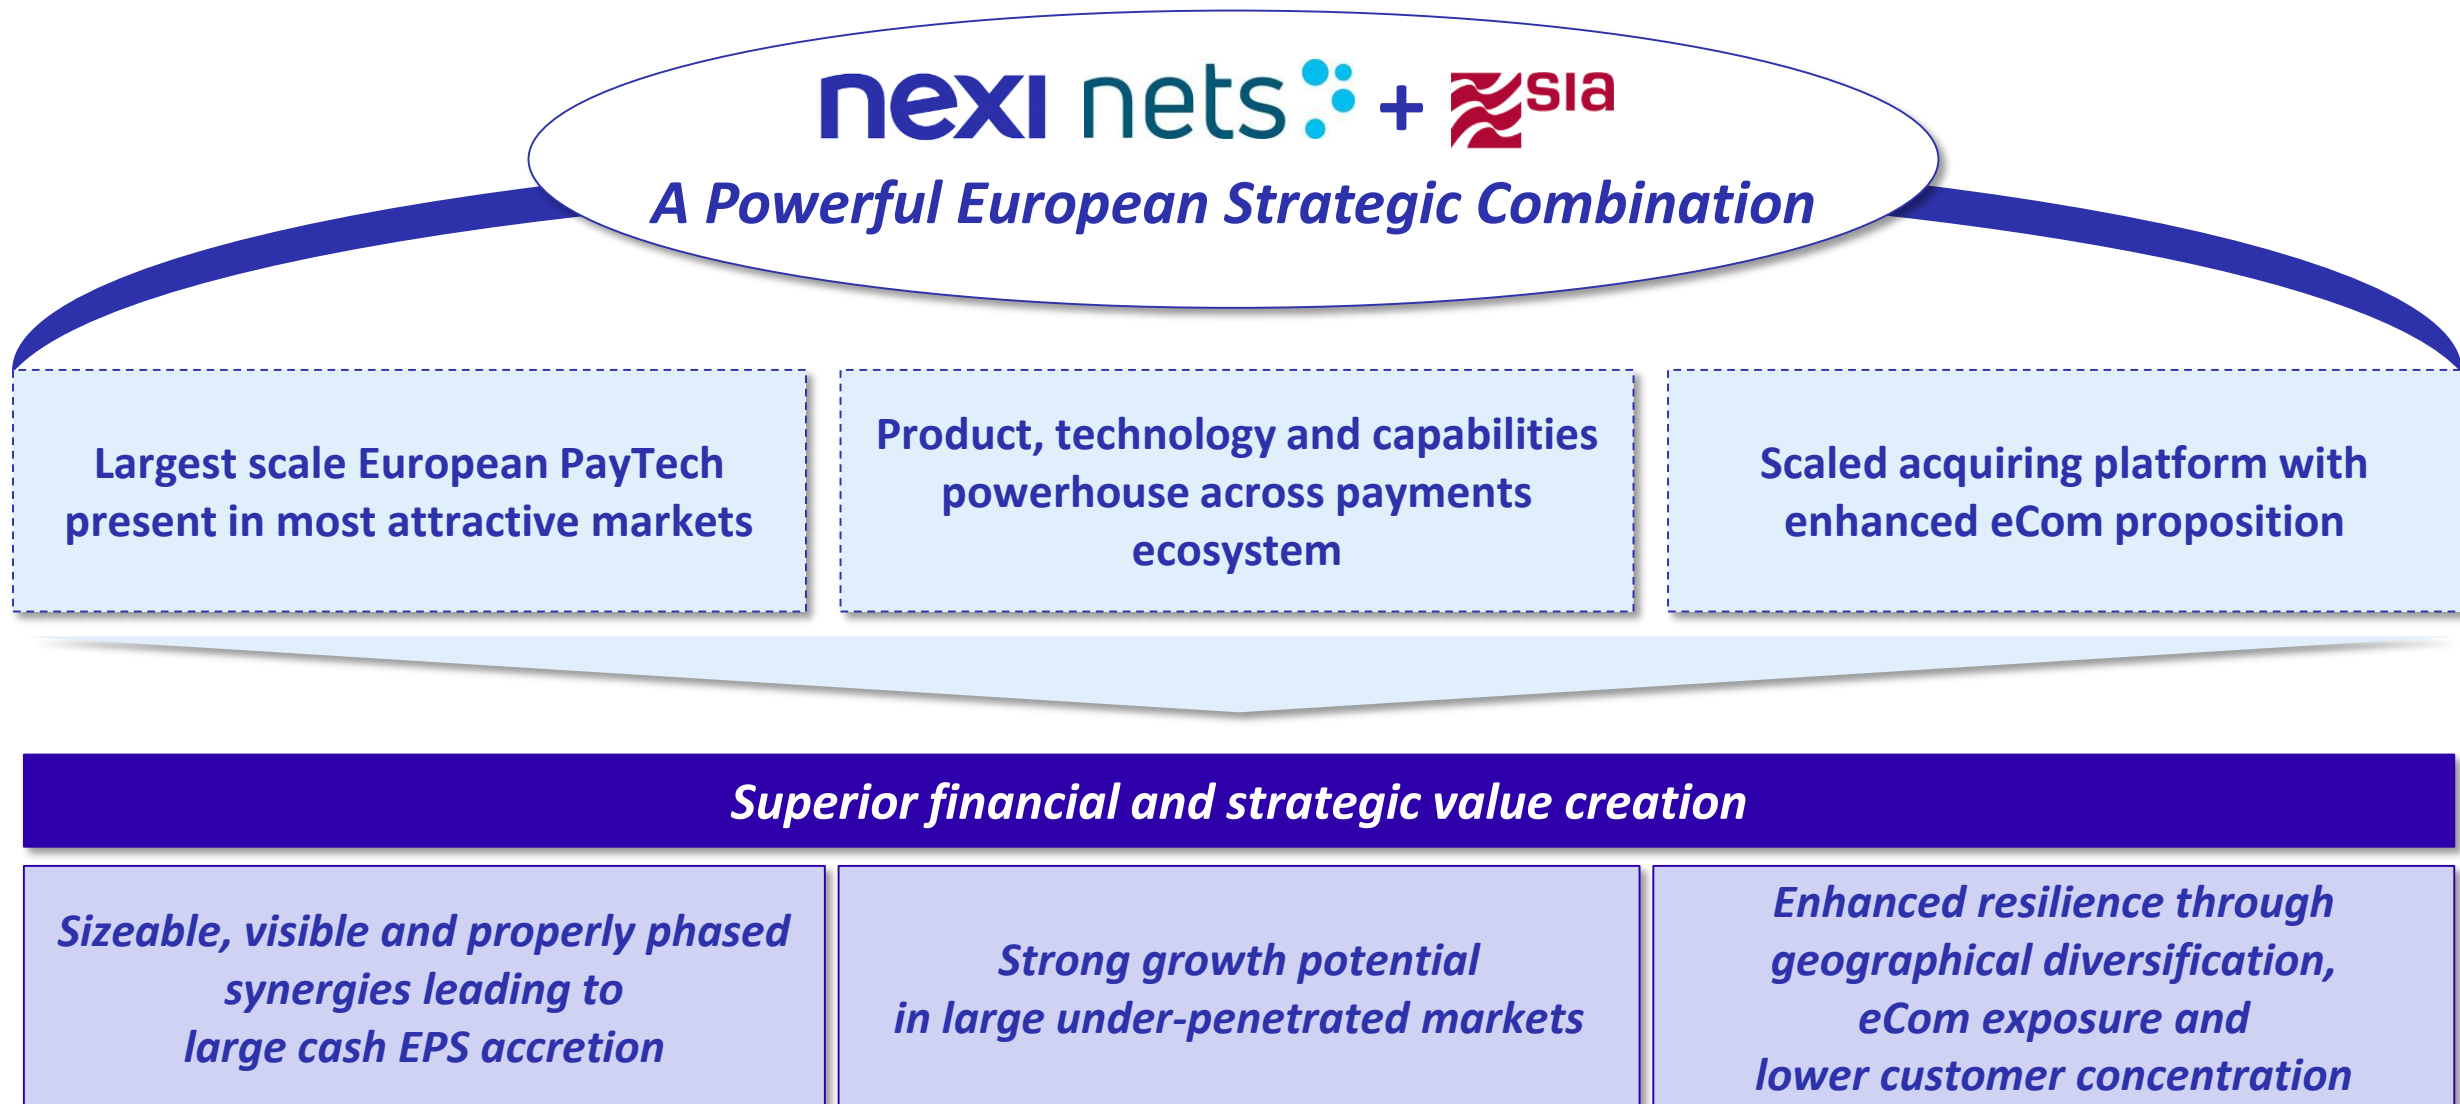 nexi nets + sia
A Powerful European Strategic Combination
Largest scale European PayTech
present in most attractive markets
Product, technology and capabilities
powerhouse across payments
ecosystem
Scaled acquiring platform with
enhanced eCom proposition
Superior financial and strategic value creation
Sizeable, visible and properly phased
synergies leading to
large cash EPS accretion
Strong growth potential
in large under-penetrated markets
Enhanced resilience through
geographical diversification,
eCom exposure and
lower customer concentration